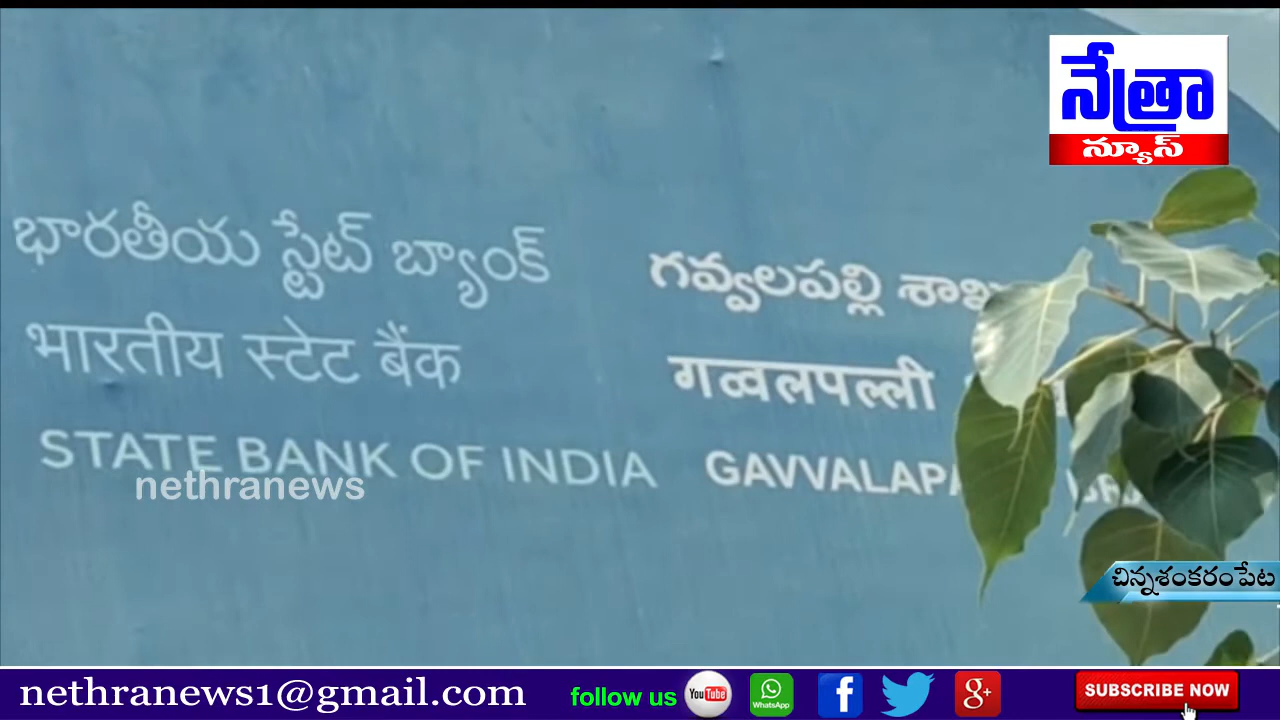 నేత్రా
న్యూస్
భారతీయ స్టేట్ బ్యాంక్
గవ్వలపల్లి
भारतीय स्टेट बैंक
गव्वलपल्ली
STATE BANK OF INDIA
nethranews
చిన్నశంకరంపేట
nethranews1@gmail.com
follow us
YouTube
WhatsApp
SUBSCRIBE NOW